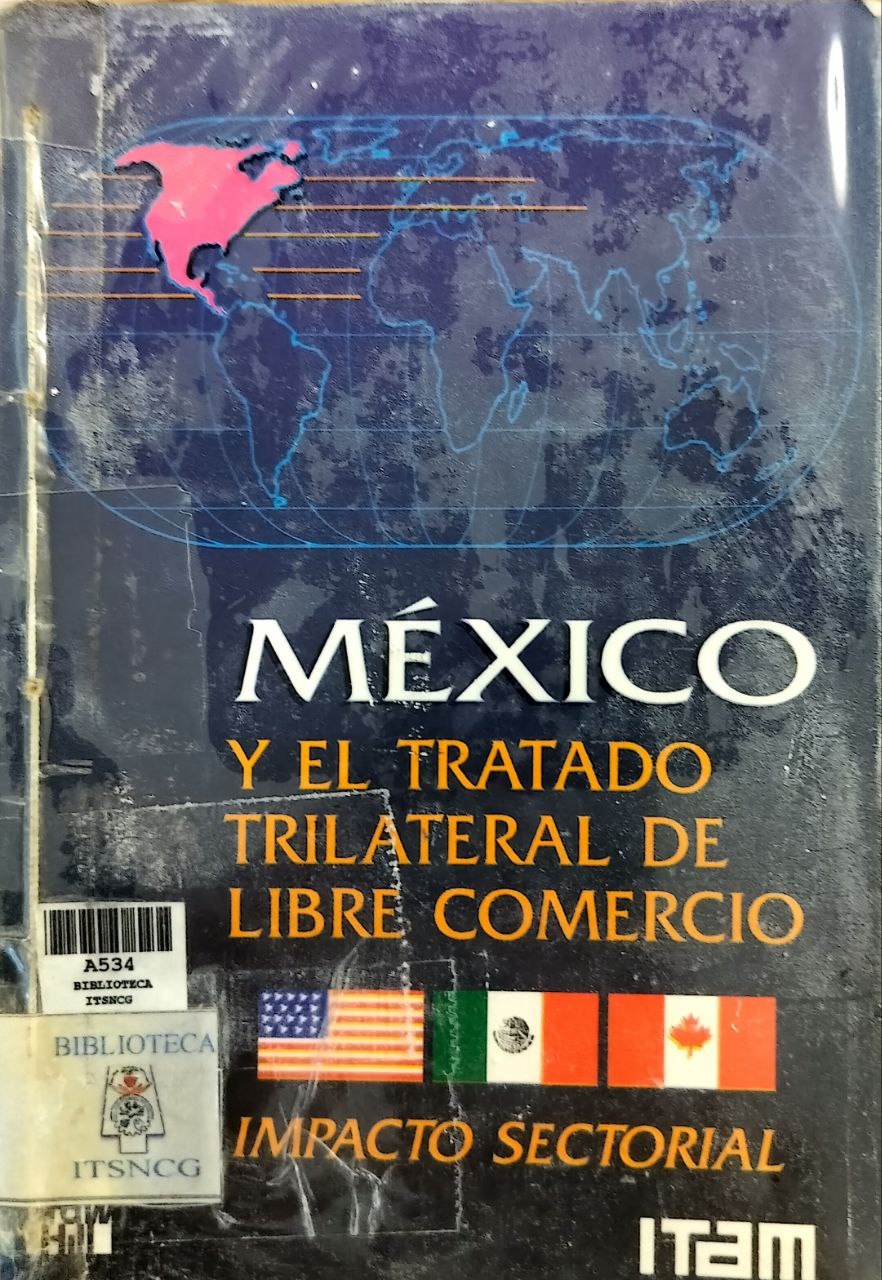 MÉXICO
Y EL TRATADO
TRILATERAL DE
LIBRE COMERCIO
A534
BIBLIOTECA
ITSNCG
BIBLIOTECA
ITSNCG
IMPACTO SECTORIAL
ITam